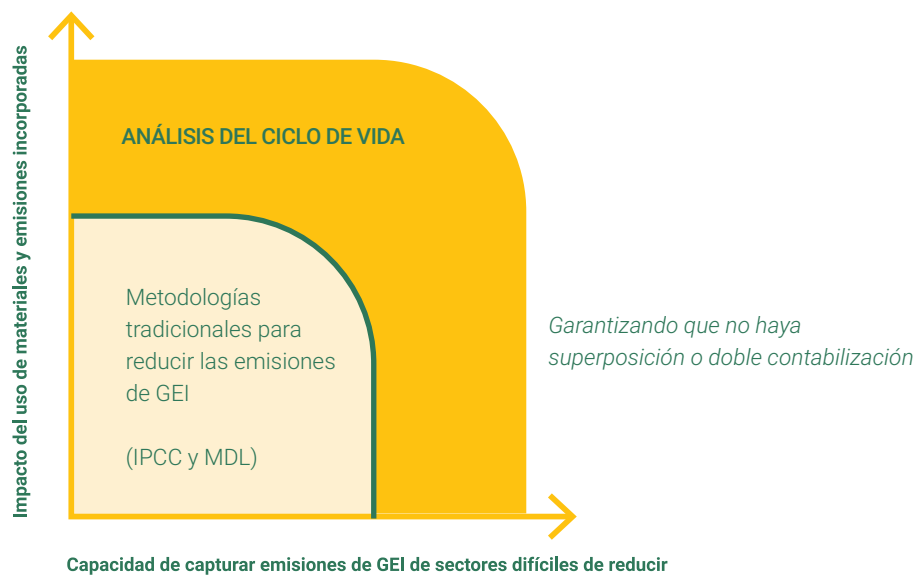 Impacto del uso de materiales y emisiones incorporadas
ANÁLISIS DEL CICLO DE VIDA
Metodologías
tradicionales para
reducir las emisiones
de GEI
(IPCC y MDL)
Garantizando que no haya
superposición o doble contabilización
Capacidad de capturar emisiones de GEI de sectores difíciles de reducir